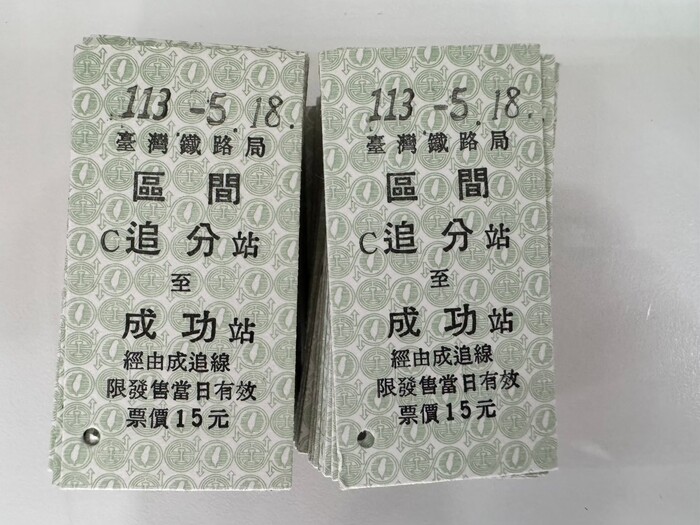 113 -5. 18.
臺灣鐵路局
區間
C追分站
至
成功站
經由成追線
限發售當日有效
票價15元
113 -5. 18.
臺灣鐵路局
區間
C追分站
至
成功站
經由成追線
限發售當日有效
票價15元